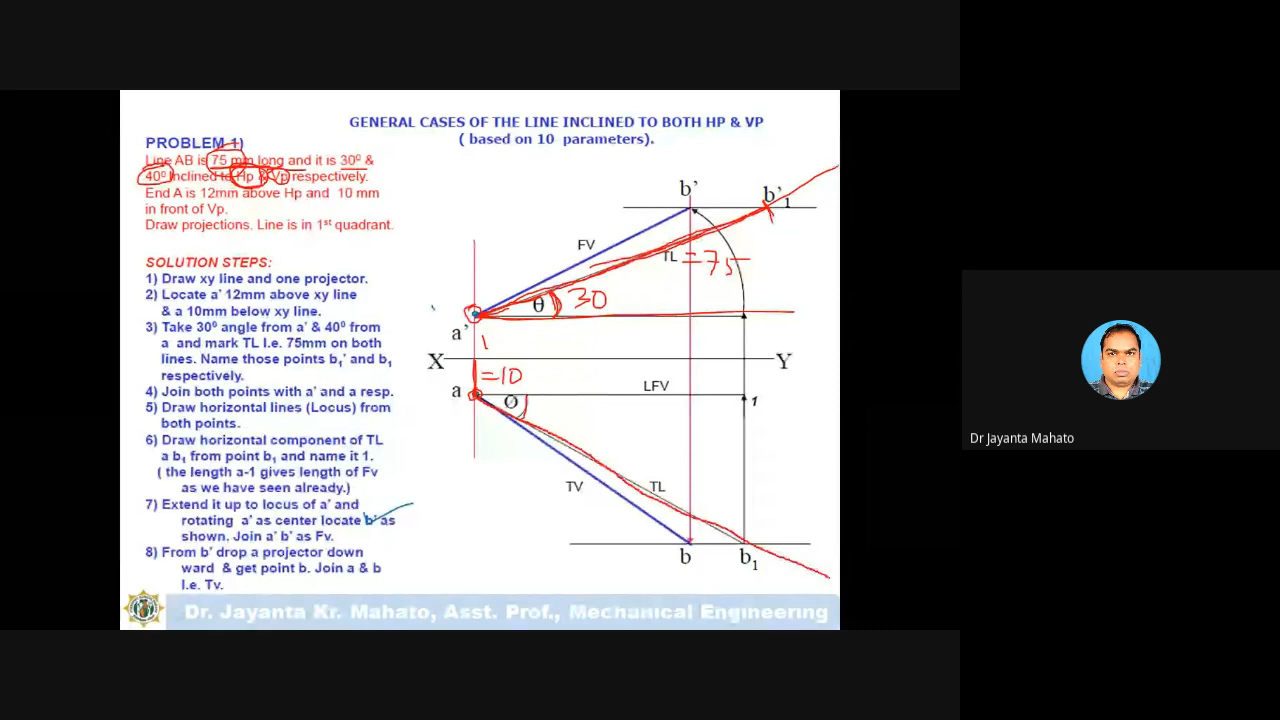 GENERAL CASES OF THE LINE INCLINED TO BOTH HP & VP
( based on 10 parameters).
PROBLEM 1)
Line AB is 75 mm long and it is 30⁰ &
40⁰ Inclined to Hp & Vp respectively.
End A is 12mm above Hp and 10 mm
in front of Vp.
Draw projections. Line is in 1ˢᵗ quadrant.
SOLUTION STEPS:
1) Draw xy line and one projector.
2) Locate a' 12mm above xy line
& a 10mm below xy line.
3) Take 30⁰ angle from a' & 40⁰ from
a and mark TL I.e. 75mm on both
lines. Name those points b₁' and b₁
respectively.
4) Join both points with a' and a resp.
5) Draw horizontal lines (Locus) from
both points.
6) Draw horizontal component of TL
a b₁ from point b₁ and name it 1.
( the length a-1 gives length of Fv
as we have seen already.)
7) Extend it up to locus of a' and
rotating a' as center locate b' as
shown. Join a' b' as Fv.
8) From b' drop a projector down
ward & get point b. Join a & b
I.e. Tv.
b'
b'₁
FV
TL =75
θ 30
a'
1
X
Y
=10
a
LFV
1
Ø
TV
TL
b
b₁
Dr. Jayanta Kr. Mahato, Asst. Prof., Mechanical Engineering
Dr Jayanta Mahato